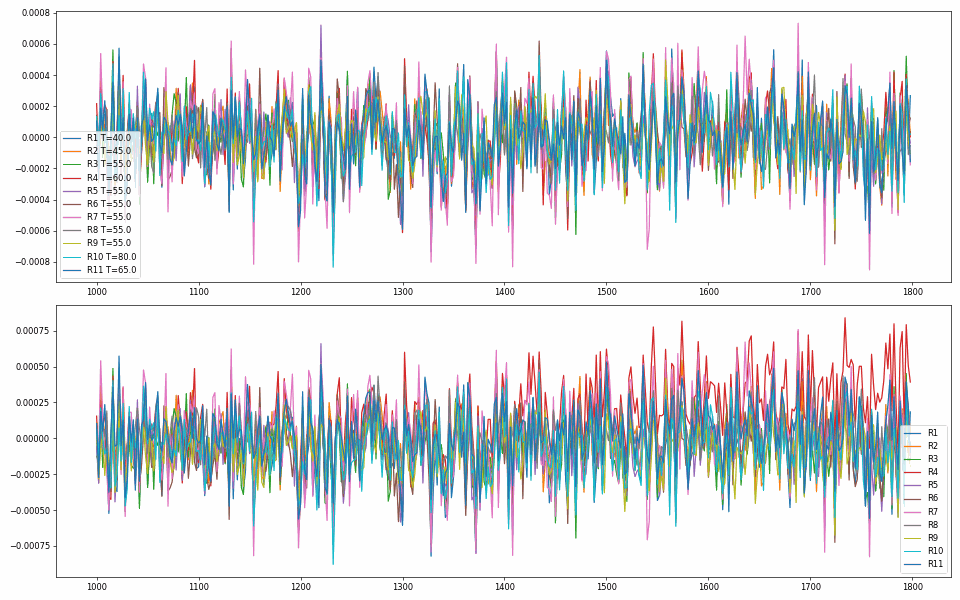 0.0008
0.0006
0.0004
0.0002
0.0000
−0.0002
−0.0004
−0.0006
−0.0008
R1 T=40.0
R2 T=45.0
R3 T=55.0
R4 T=60.0
R5 T=55.0
R6 T=55.0
R7 T=55.0
R8 T=55.0
R9 T=55.0
R10 T=80.0
R11 T=65.0
1000 1100 1200 1300 1400 1500 1600 1700 1800
0.00075
0.00050
0.00025
0.00000
−0.00025
−0.00050
−0.00075
R1
R2
R3
R4
R5
R6
R7
R8
R9
R10
R11
1000 1100 1200 1300 1400 1500 1600 1700 1800